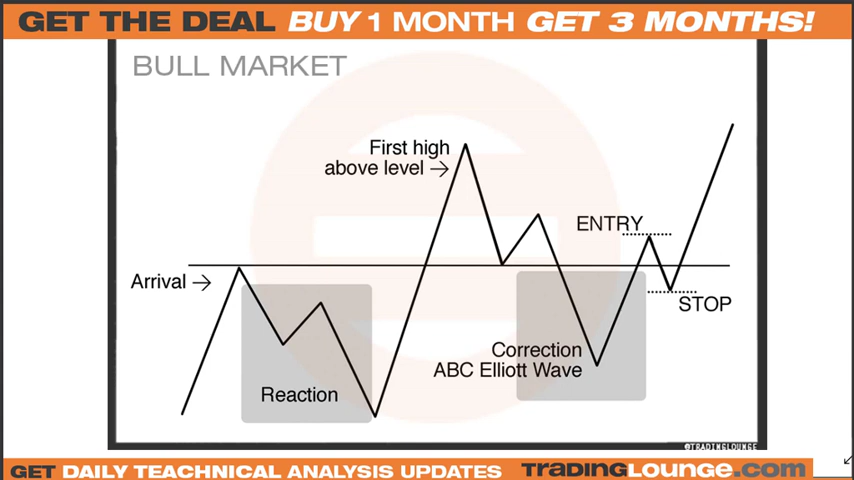 GET THE DEAL BUY 1 MONTH GET 3 MONTHS!
BULL MARKET
First high
above level →
ENTRY
Arrival →
STOP
Correction
ABC Elliott Wave
Reaction
@TRADINGLOUNGE
GET DAILY TEACHNICAL ANALYSIS UPDATES TRADINGLOUNGE.com